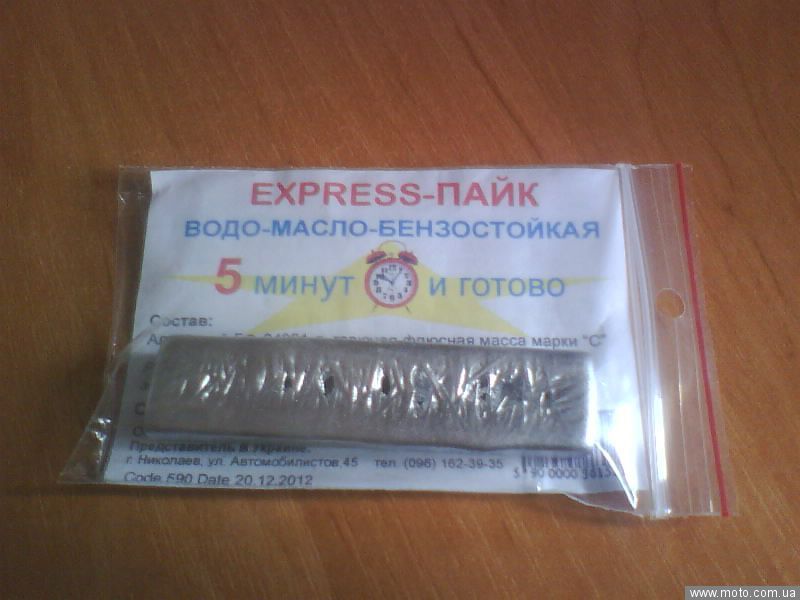 EXPRESS-ПАЙК
ВОДО-МАСЛО-БЕНЗОСТОЙКАЯ
5 МИНУТ И ГОТОВО
Состав:
флюсная масса марки "С"
Представитель в Украине:
г. Николаев, ул. Автомобилистов,45 тел. (096) 162-39-35
Code 590 Date 20.12.2012
www.moto.com.ua